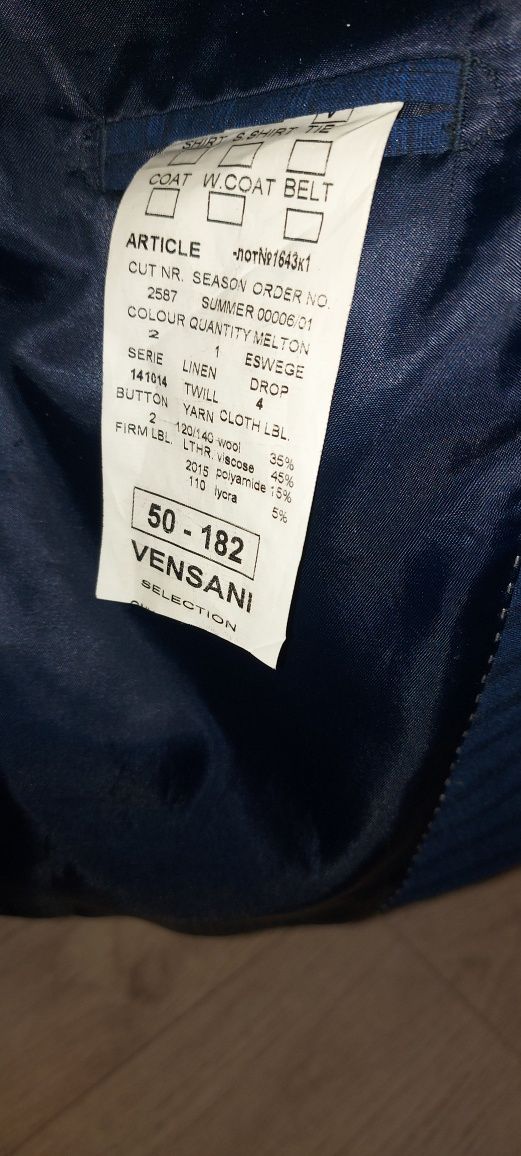 SHIRT S.SHIRT TIE
COAT W.COAT BELT
ARTICLE -лот№1643к1
CUT NR. SEASON ORDER NO.
2587 SUMMER 00006/01
COLOUR QUANTITY MELTON
2 1 ESWEGE
SERIE LINEN DROP
141014 TWILL 4
BUTTON YARN CLOTH LBL.
2 120/140 wool 35%
FIRM LBL. LTHR. viscose 45%
2015 polyamide 15%
110 lycra 5%
50 - 182
VENSANI
SELECTION